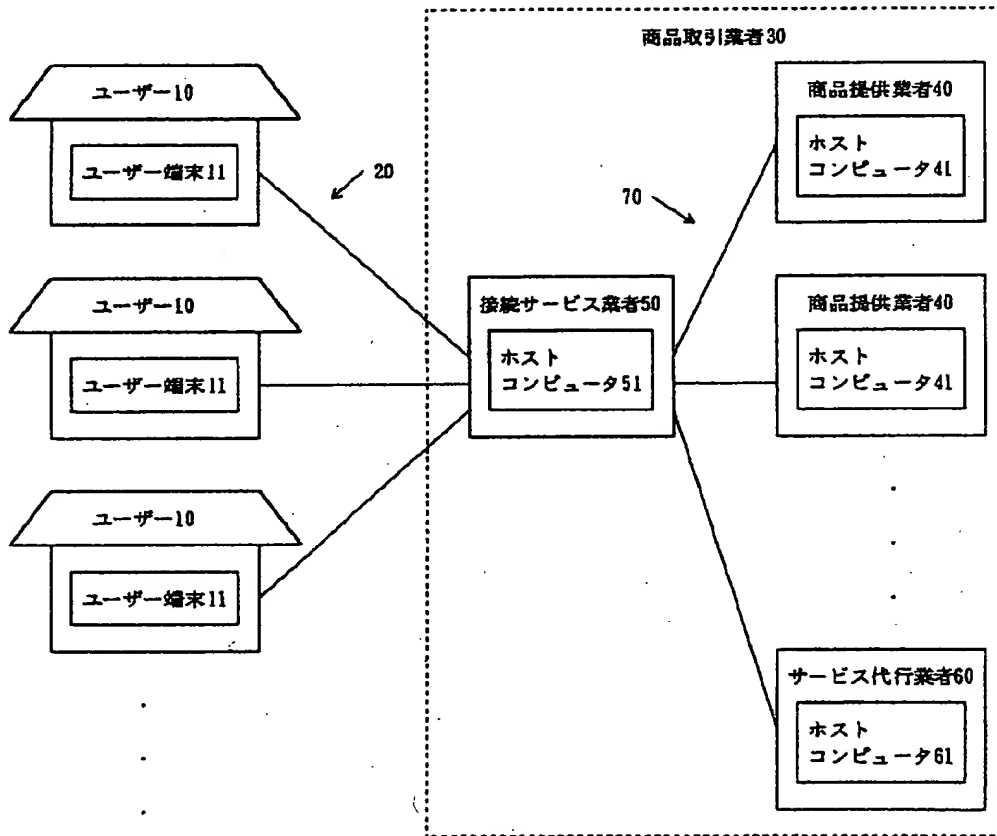 商品取引業者30
ユーザー10
ユーザー端末11
20
ユーザー10
ユーザー端末11
ユーザー10
ユーザー端末11
接続サービス業者50
ホスト
コンピュータ51
70
商品提供業者40
ホスト
コンピュータ41
商品提供業者40
ホスト
コンピュータ41
サービス代行業者60
ホスト
コンピュータ61